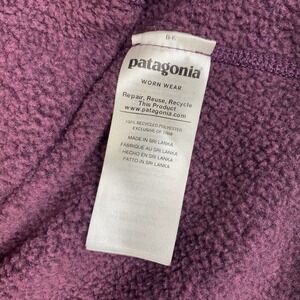 patagonia
WORN WEAR
Repair, Reuse, Recycle
This Product
www.patagonia.com
100% RECYCLED POLYESTER
EXCLUSIVE OF TRIM
MADE IN SRI LANKA
FABRIQUÉ AU SRI LANKA
HECHO EN SRI LANKA
FATTO IN SRI LANKA